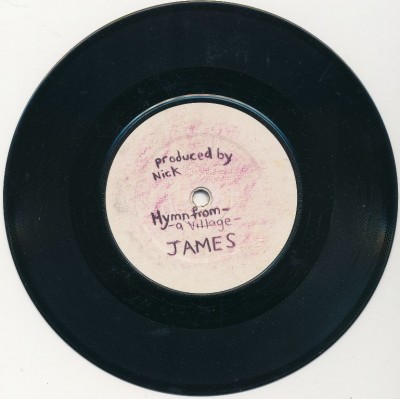 produced by
Nick
Hymn from-
-a Village-
JAMES